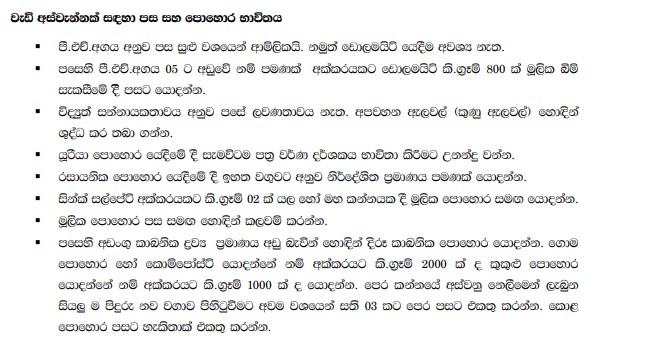 වැඩි අස්වැන්නක් සඳහා පස සහ පොහොර භාවිතය
▪ පී.එච්.අගය අනුව පස සුළු වශයෙන් ආම්ලිකයි. නමුත් ඩොලමයිට් යෙදීම අවශ්‍ය නැත.
▪ පසෙහි පී.එච්.අගය 05 ට අඩුවේ නම් පමණක් අක්කරයකට ඩොලමයිට් කි.ග්‍රෑම් 800 ක් මූලික බිම්
සැකසීමේ දී පසට යොදන්න.
▪ විද්‍යුත් සන්නායකතාවය අනුව පසේ ලවණතාවය නැත. අපවහන ඇලවල් (කුණු ඇලවල්) හොඳින්
ශුද්ධ කර තබා ගන්න.
▪ යූරියා පොහොර යෙදීමේ දී සැමවිටම පත්‍ර වර්ණ දර්ශකය භාවිතා කිරීමට උනන්දු වන්න.
▪ රසායනික පොහොර යෙදීමේ දී ඉහත වගුවට අනුව නිර්දේශිත ප්‍රමාණය පමණක් යොදන්න.
▪ සින්ක් සල්පේට් අක්කරයකට කි.ග්‍රෑම් 02 ක් යල හෝ මහ කන්නයක දී මූලික පොහොර සමඟ යොදන්න.
▪ මූලික පොහොර පස සමඟ හොඳින් කලවම් කරන්න.
▪ පසෙහි අඩංගු කාබනික ද්‍රව්‍ය ප්‍රමාණය අඩු බැවින් හොඳින් දිරූ කාබනික පොහොර යොදන්න. ගොම
පොහොර හෝ කොම්පෝස්ට් යොදන්නේ නම් අක්කරයට කි.ග්‍රෑම් 2000 ක් ද කුකුළු පොහොර
යොදන්නේ නම් අක්කරයට කි.ග්‍රෑම් 1000 ක් ද යොදන්න. පෙර කන්නයේ අස්වනු නෙලීමෙන් ලැබුන
සියලු ම පිදුරු නව වගාව පිහිටුවීමට අවම වශයෙන් සති 03 කට පෙර පසට එකතු කරන්න. කොළ
පොහොර පසට හැකිතාක් එකතු කරන්න.